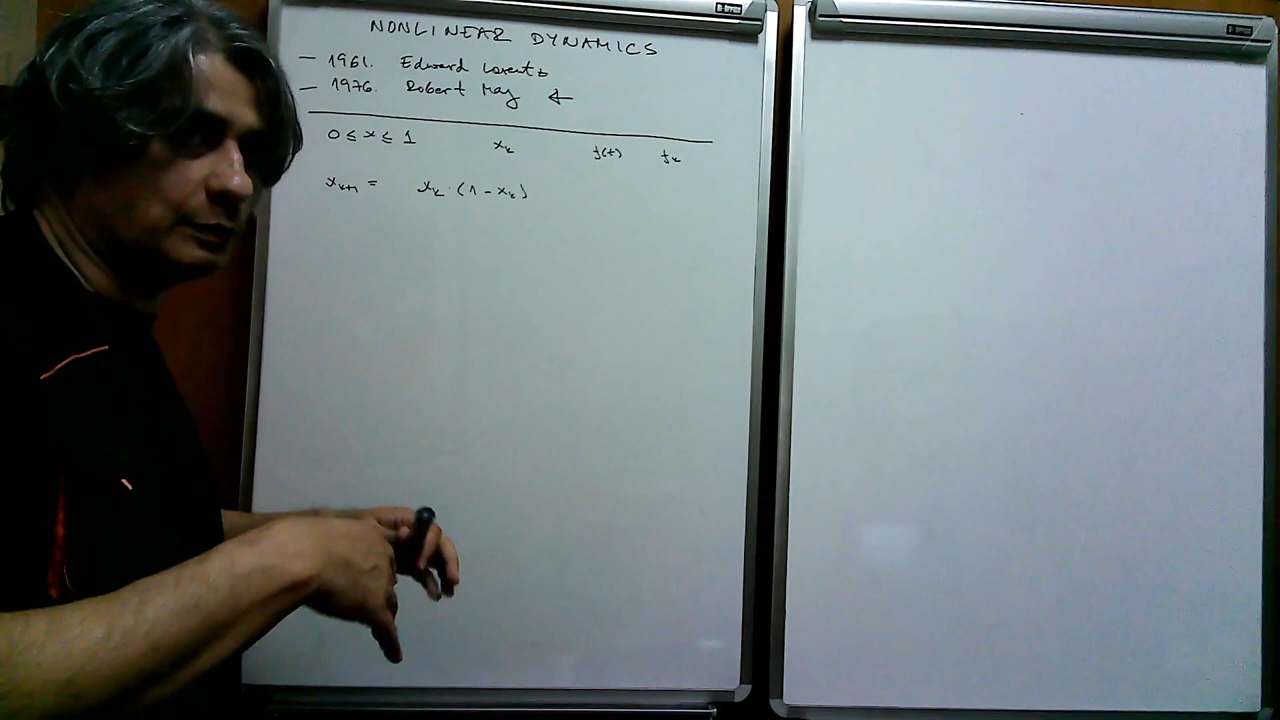 NONLINEAR DYNAMICS
— 1961. Edward Lorentz
— 1976. Robert May ←
0 ≤ x ≤ 1 xₖ f(t) fₖ
xₖ₊₁ = xₖ · (1 − xₖ)